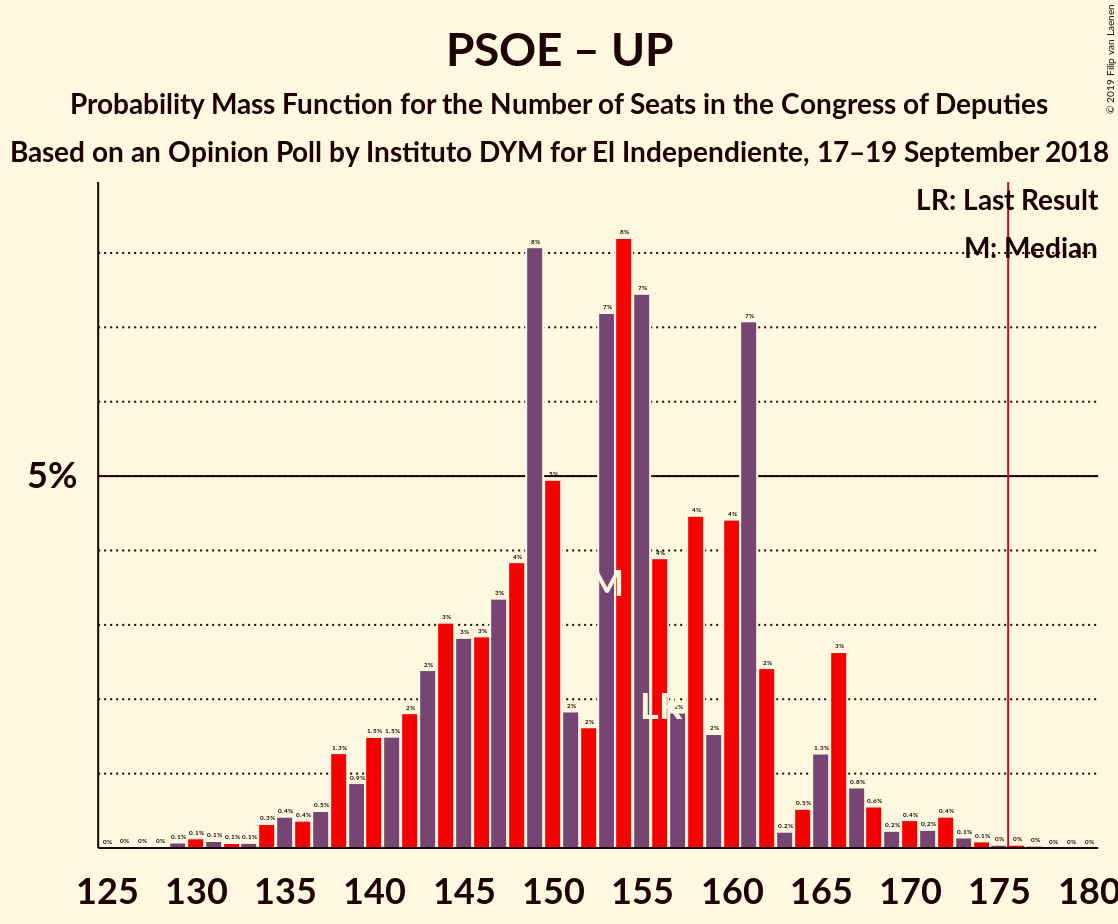 PSOE – UP
Probability Mass Function for the Number of Seats in the Congress of Deputies
Based on an Opinion Poll by Instituto DYM for El Independiente, 17–19 September 2018
© 2019 Filip van Laenen
LR: Last Result
M: Median
5%
0% 0% 0% 0% 0.1% 0.1% 0.1% 0.1% 0.1% 0.3% 0.4% 0.4% 0.5% 1.3% 0.9% 1.5% 1.5% 2% 2% 3% 3% 3% 3% 4% 8% 5% 2% 2% 7% 8% 7% 4% 2% 4% 2% 4% 7% 2% 0.2% 0.5% 1.3% 3% 0.8% 0.6% 0.2% 0.4% 0.2% 0.4% 0.1% 0.1% 0% 0% 0% 0% 0% 0%
M
LR
125 130 135 140 145 150 155 160 165 170 175 180